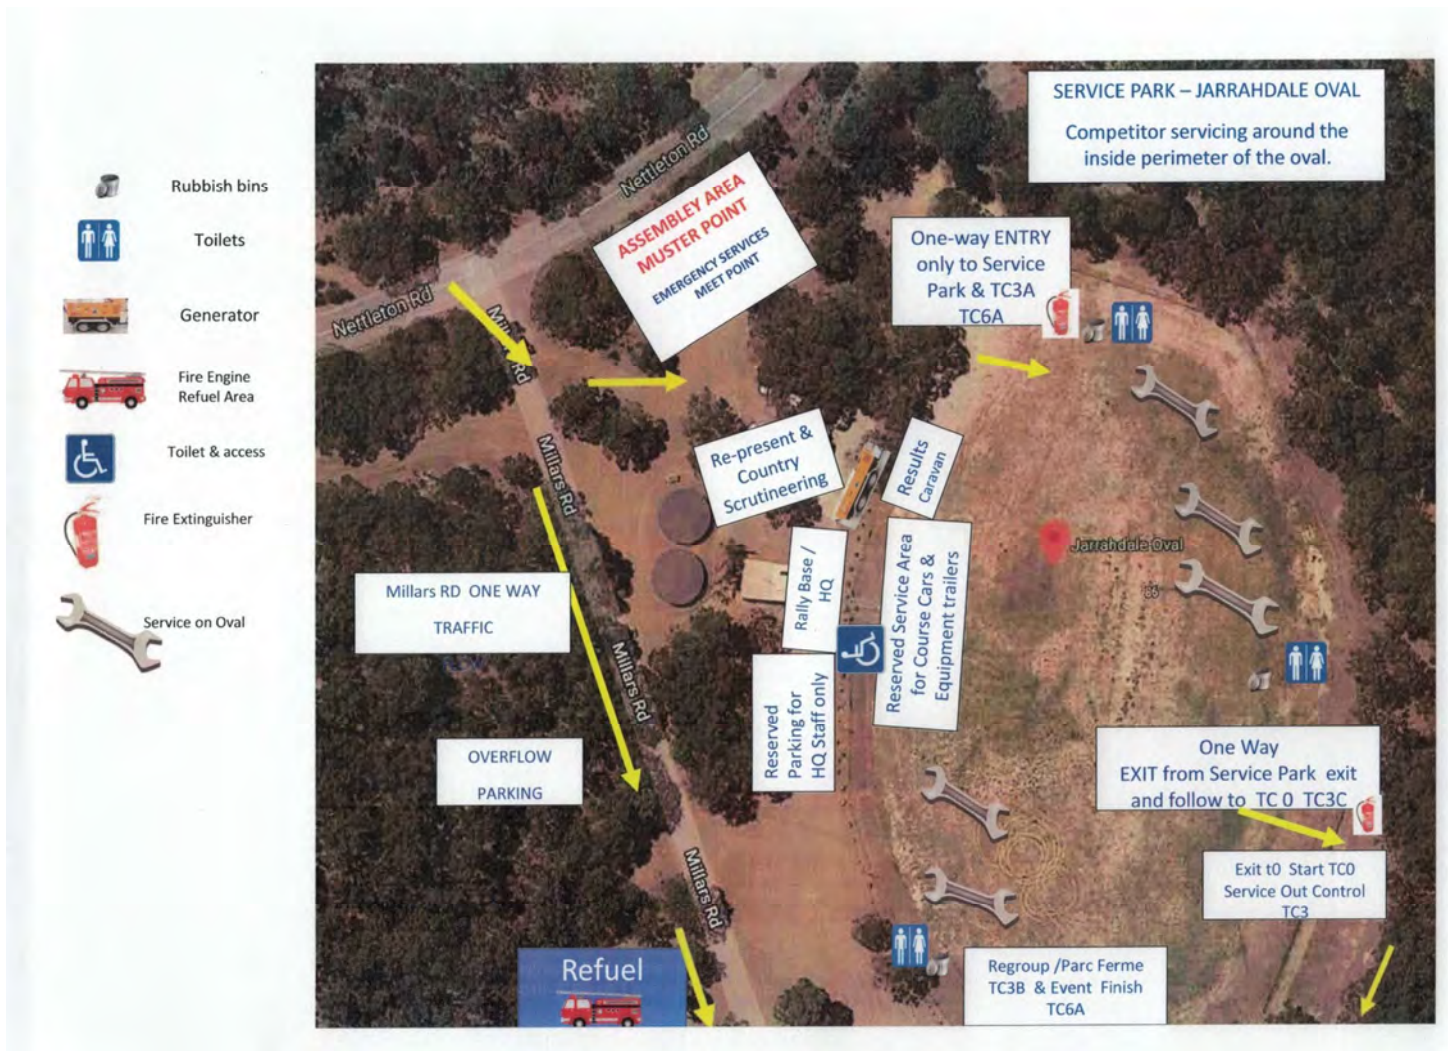 Rubbish bins
Toilets
Generator
Fire Engine
Refuel Area
Toilet & access
Fire Extinguisher
Service on Oval
SERVICE PARK – JARRAHDALE OVAL
Competitor servicing around the
inside perimeter of the oval.
Nettleton Rd
Nettleton Rd
ASSEMBLEY AREA
MUSTER POINT
EMERGENCY SERVICES
MEET POINT
One-way ENTRY
only to Service
Park & TC3A
TC6A
Millars Rd
Millars Rd
Re-present &
Country
Scrutineering
Results
Caravan
Jarrahdale Oval
Rally Base /
HQ
Reserved Service Area
for Course Cars &
Equipment trailers
Millars RD ONE WAY
TRAFFIC
Millars Rd
Reserved
Parking for
HQ Staff only
OVERFLOW
PARKING
One Way
EXIT from Service Park exit
and follow to TC 0 TC3C
Exit t0 Start TC0
Service Out Control
TC3
Millars Rd
Refuel
Regroup /Parc Ferme
TC3B & Event Finish
TC6A